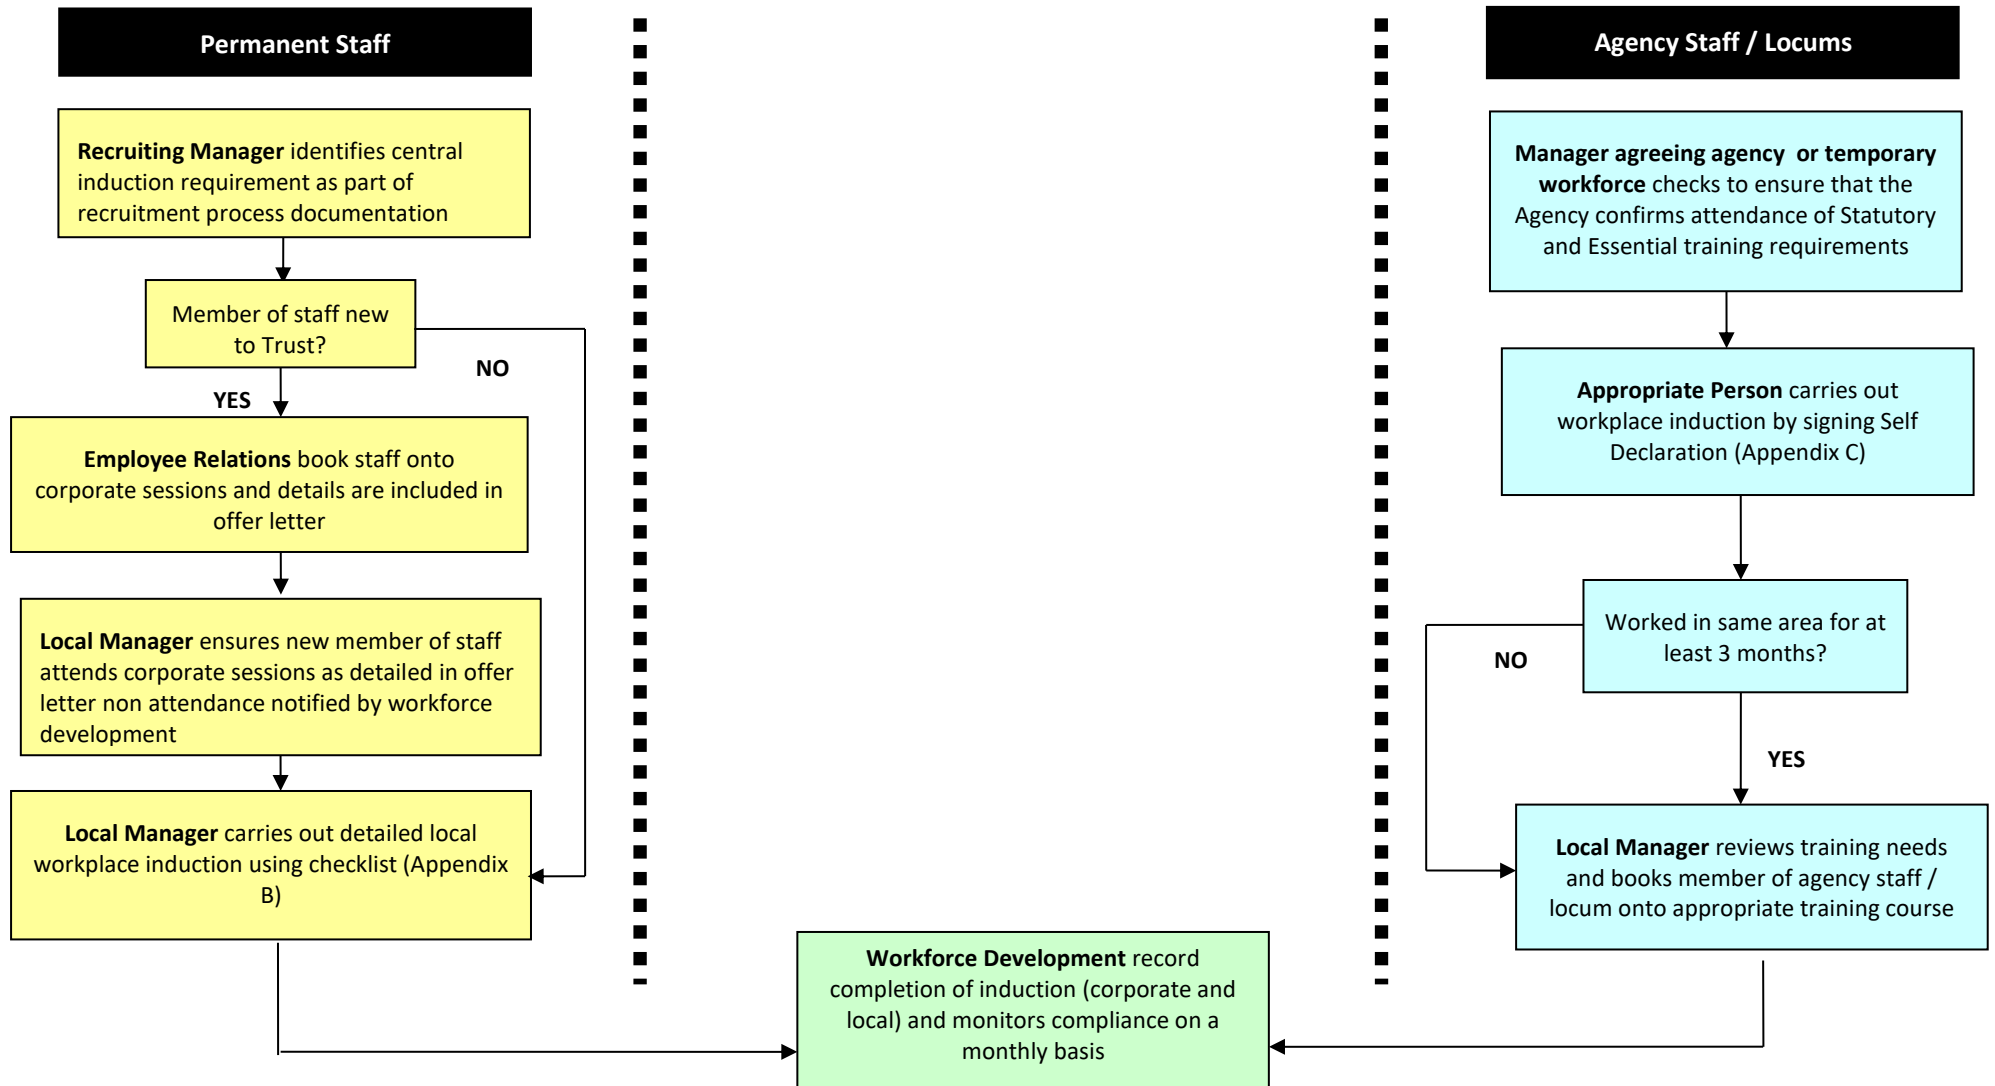 Permanent Staff
Recruiting Manager identifies central
induction requirement as part of
recruitment process documentation
Member of staff new
to Trust?
NO
YES
Employee Relations book staff onto
corporate sessions and details are included in
offer letter
Local Manager ensures new member of staff
attends corporate sessions as detailed in offer
letter non attendance notified by workforce
development
Local Manager carries out detailed local
workplace induction using checklist (Appendix
B)
Agency Staff / Locums
Manager agreeing agency or temporary
workforce checks to ensure that the
Agency confirms attendance of Statutory
and Essential training requirements
Appropriate Person carries out
workplace induction by signing Self
Declaration (Appendix C)
Worked in same area for at
least 3 months?
NO
YES
Local Manager reviews training needs
and books member of agency staff /
locum onto appropriate training course
Workforce Development record
completion of induction (corporate and
local) and monitors compliance on a
monthly basis